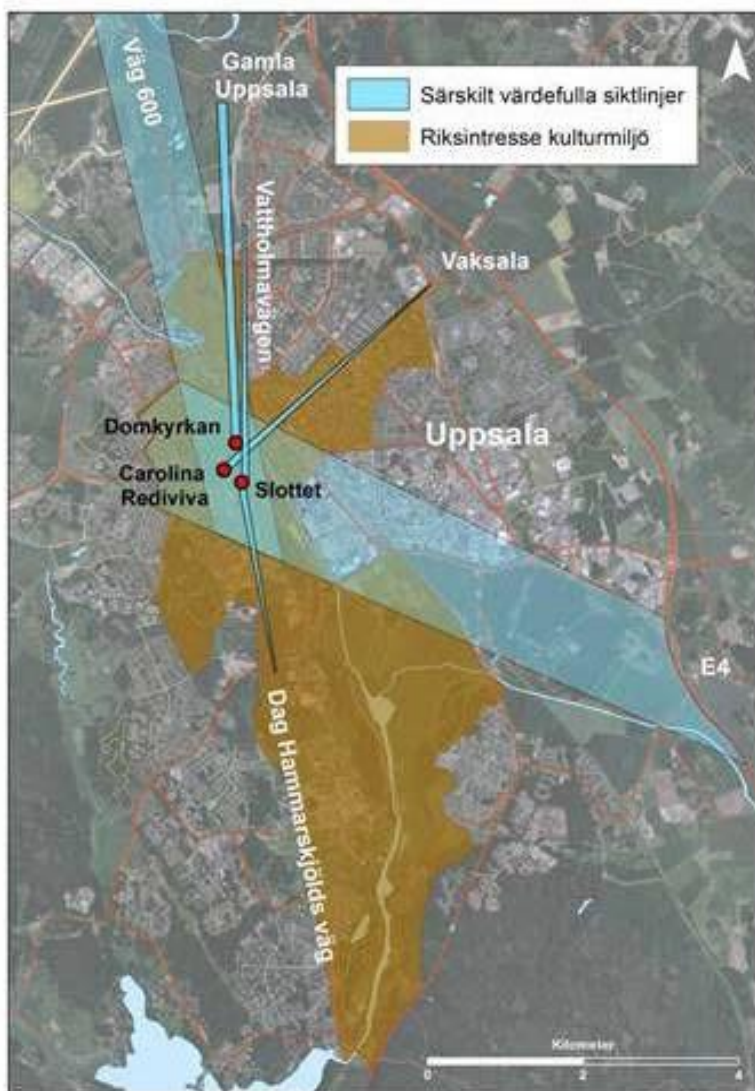 Väg 600
Gamla
Uppsala
Särskilt värdefulla siktlinjer
Riksintresse kulturmiljö
Vattholmavägen
Vaksala
Domkyrkan
Uppsala
Carolina
Rediviva
Slottet
E4
Dag Hammarskjölds väg
Kilometer
0 2 4